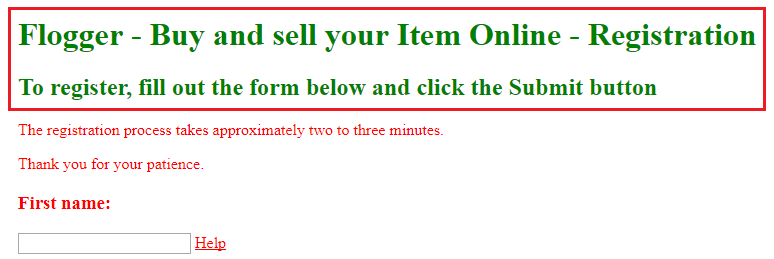 Flogger - Buy and sell your Item Online - Registration
To register, fill out the form below and click the Submit button
The registration process takes approximately two to three minutes.
Thank you for your patience.
First name:
Help